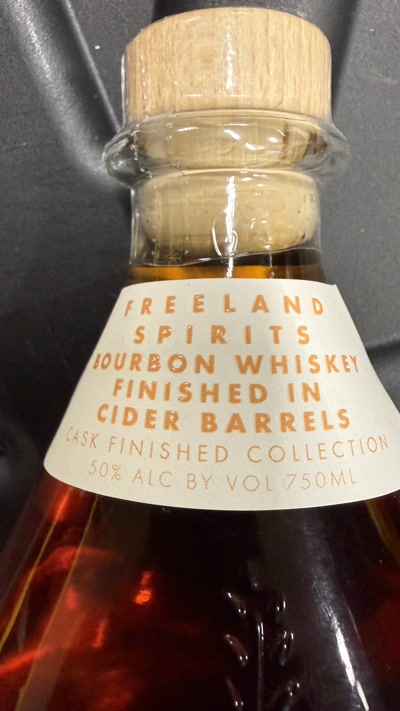 FREELAND
SPIRITS
BOURBON WHISKEY
FINISHED IN
CIDER BARRELS
CASK FINISHED COLLECTION
50% ALC BY VOL 750ML